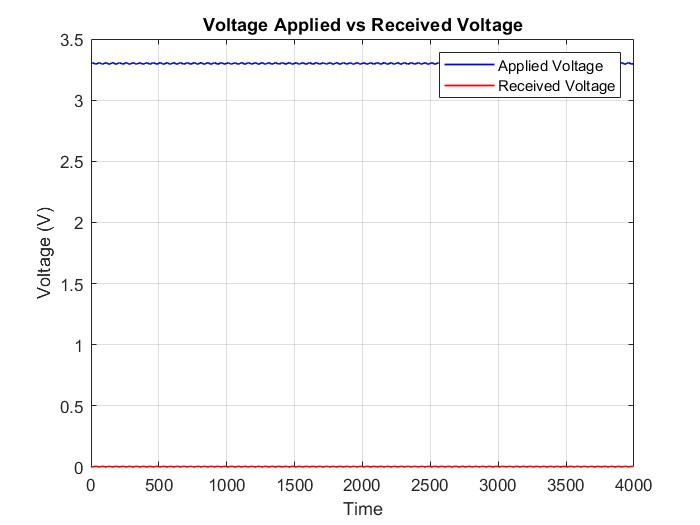 Voltage Applied vs Received Voltage
Applied Voltage
Received Voltage
3.5
3
2.5
2
1.5
1
0.5
0
Voltage (V)
0 500 1000 1500 2000 2500 3000 3500 4000
Time